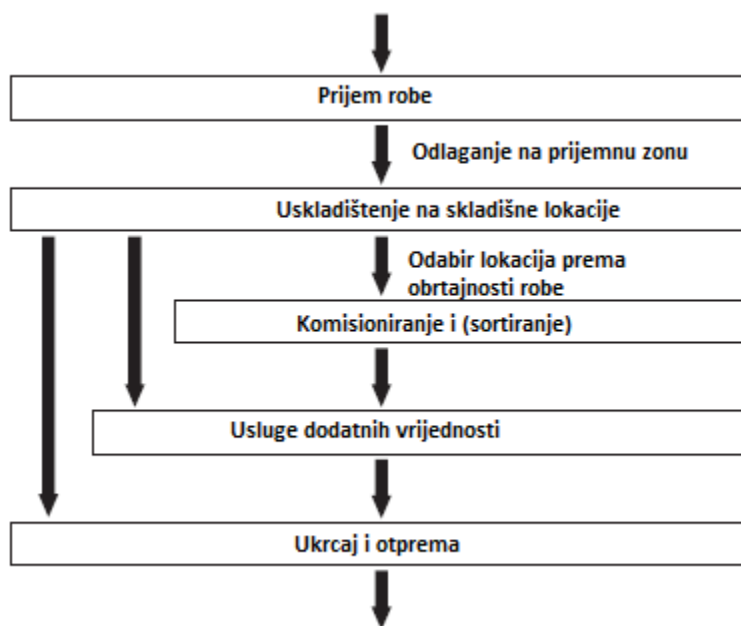 Prijem robe
Odlaganje na prijemnu zonu
Uskladištenje na skladišne lokacije
Odabir lokacija prema
obrtajnosti robe
Komisioniranje i (sortiranje)
Usluge dodatnih vrijednosti
Ukrcaj i otprema